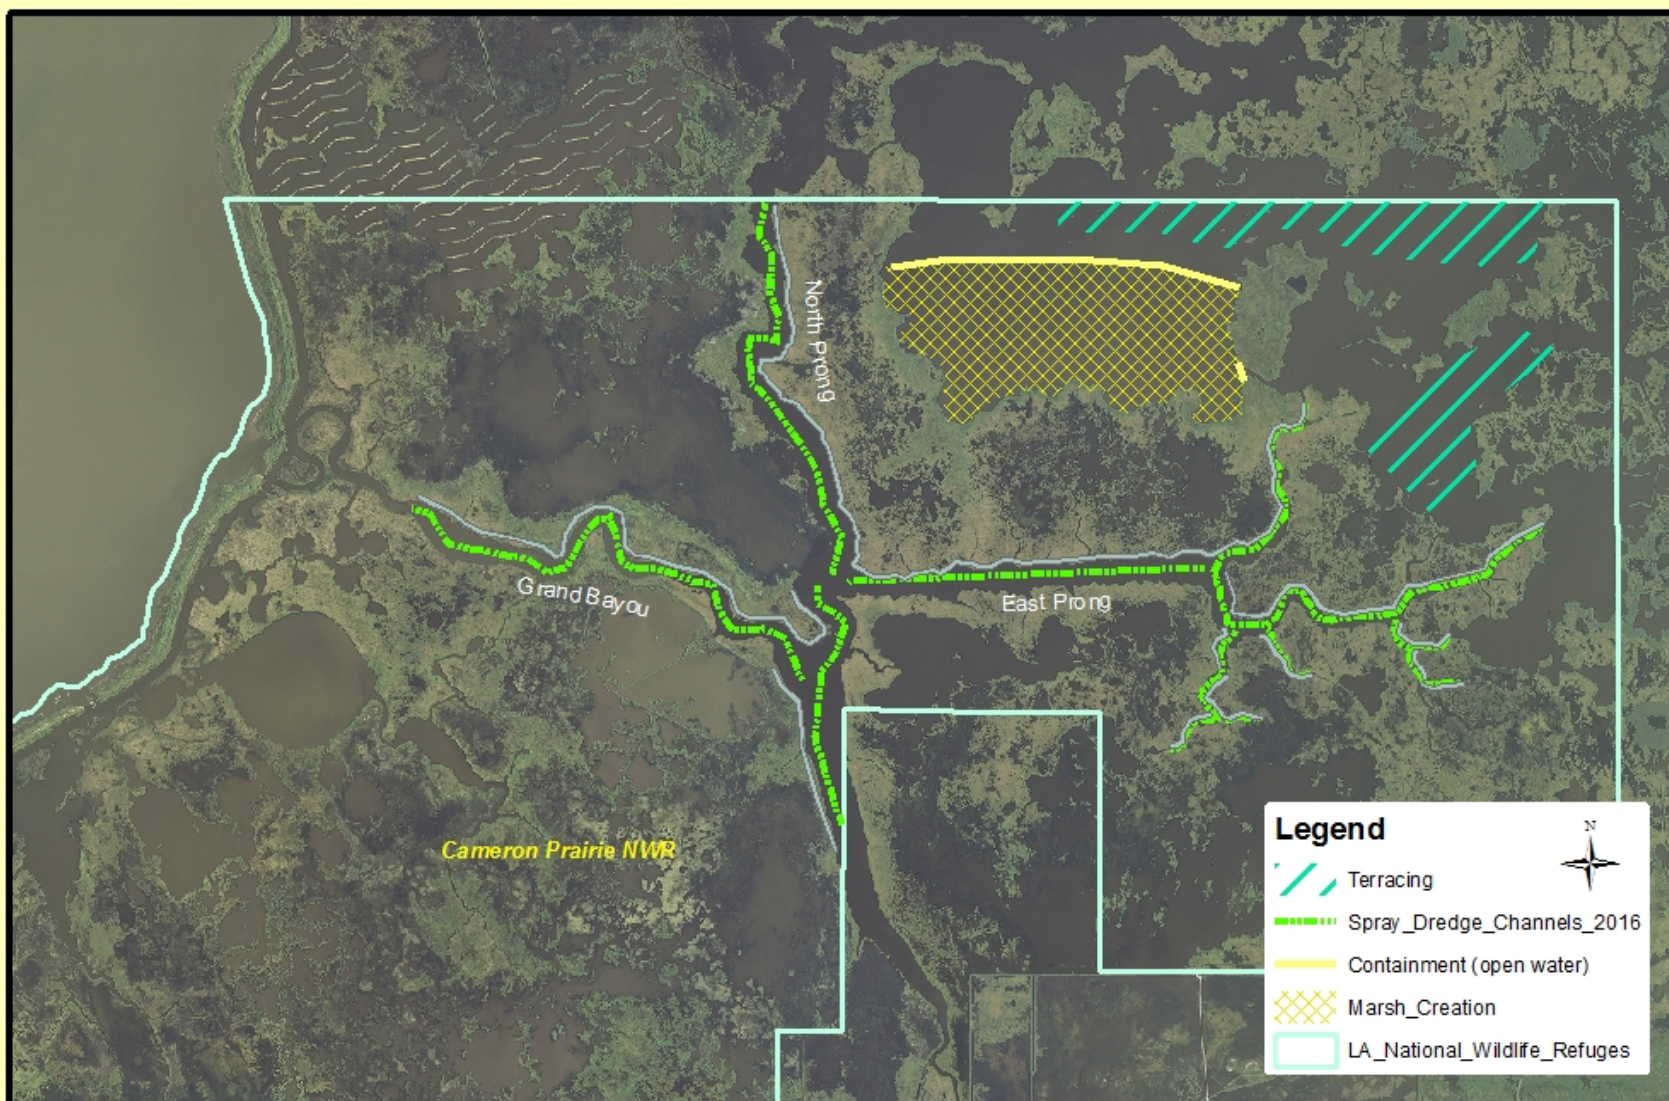 North Prong
Grand Bayou
East Prong
Cameron Prairie NWR
Legend
N
Terracing
Spray_Dredge_Channels_2016
Containment (open water)
Marsh_Creation
LA_National_Wildlife_Refuges